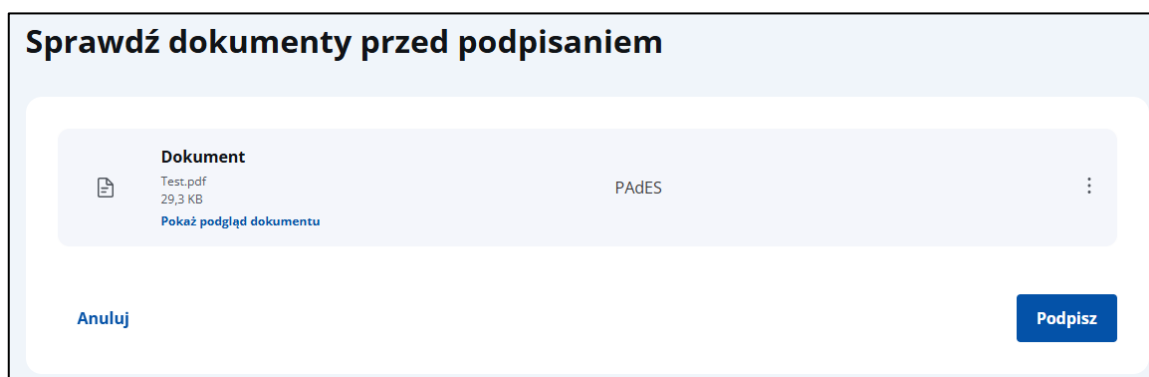 Sprawdź dokumenty przed podpisaniem
Dokument
Test.pdf
29,3 KB
Pokaż podgląd dokumentu
PAdES
Anuluj
Podpisz